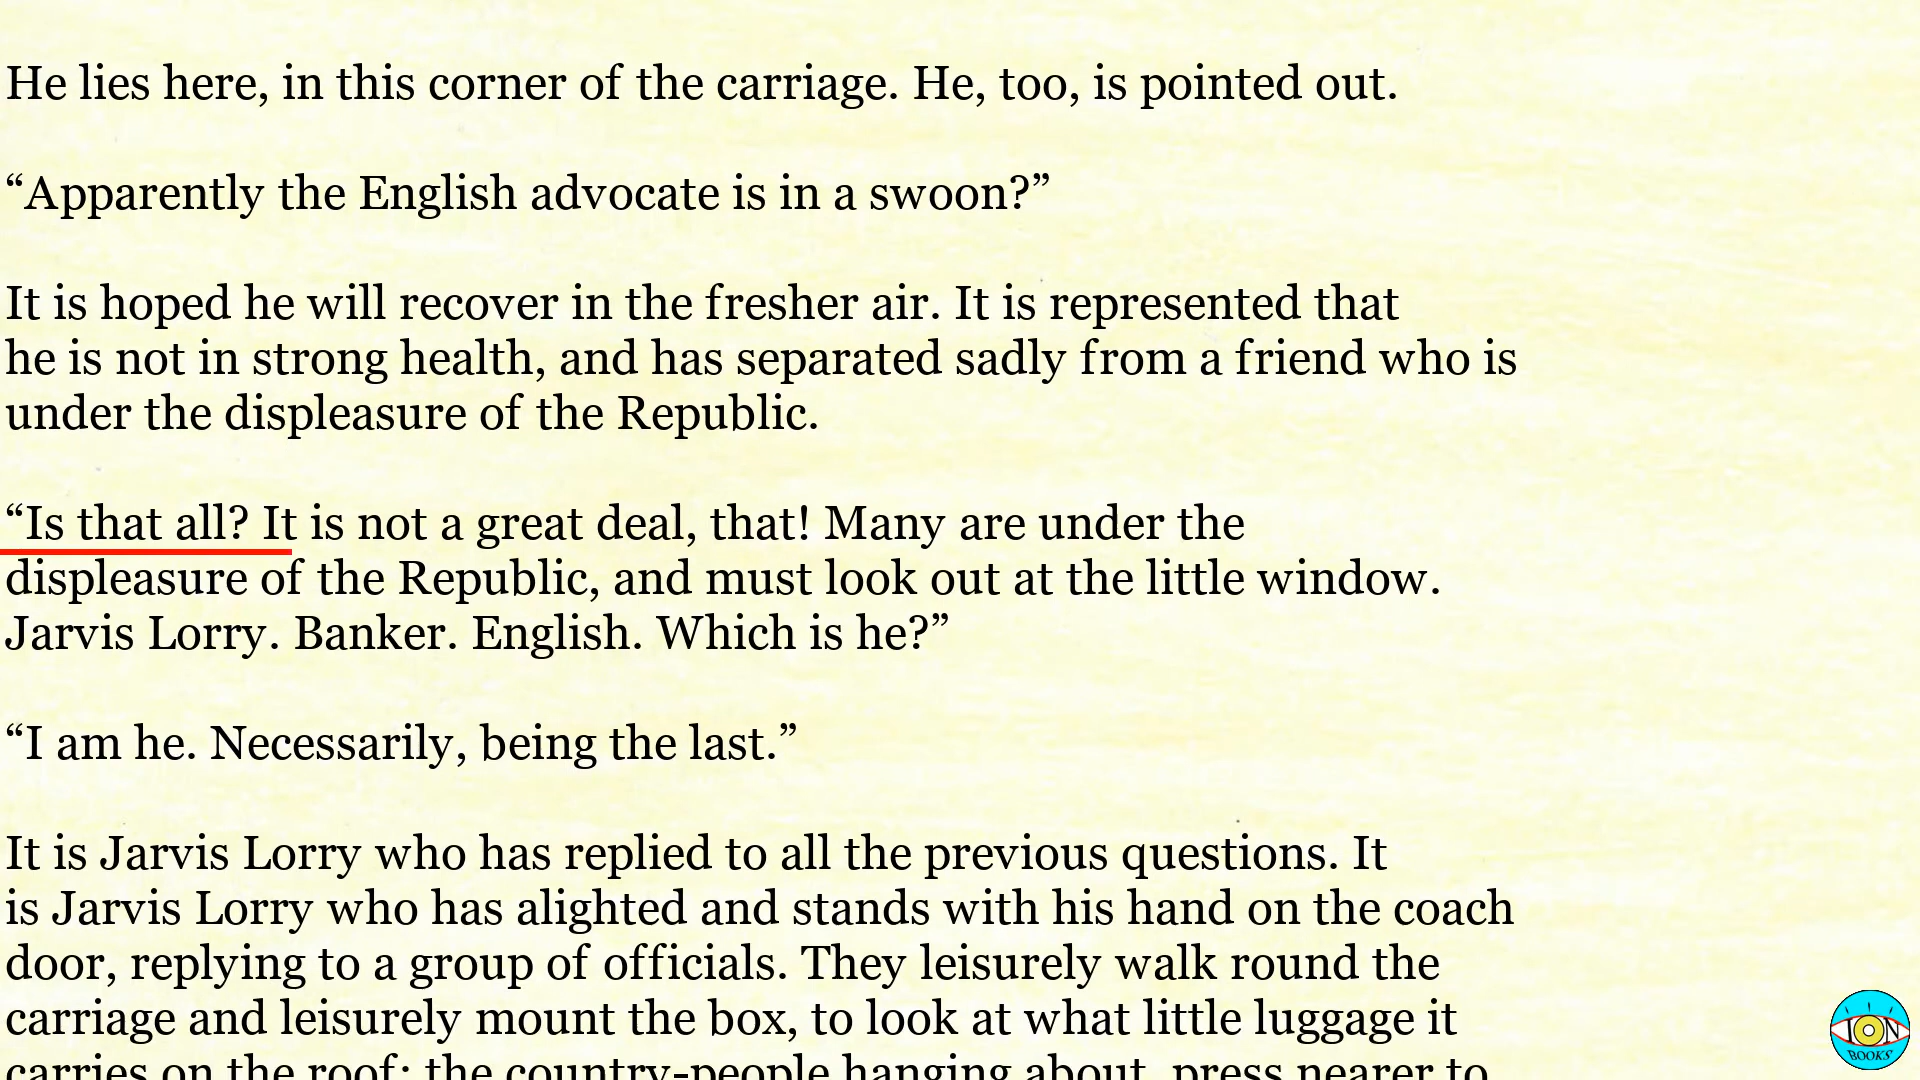 He lies here, in this corner of the carriage. He, too, is pointed out.
“Apparently the English advocate is in a swoon?”
It is hoped he will recover in the fresher air. It is represented that
he is not in strong health, and has separated sadly from a friend who is
under the displeasure of the Republic.
“Is that all? It is not a great deal, that! Many are under the
displeasure of the Republic, and must look out at the little window.
Jarvis Lorry. Banker. English. Which is he?”
“I am he. Necessarily, being the last.”
It is Jarvis Lorry who has replied to all the previous questions. It
is Jarvis Lorry who has alighted and stands with his hand on the coach
door, replying to a group of officials. They leisurely walk round the
carriage and leisurely mount the box, to look at what little luggage it
carries on the roof; the country-people hanging about, press nearer to
ION
BOOKS